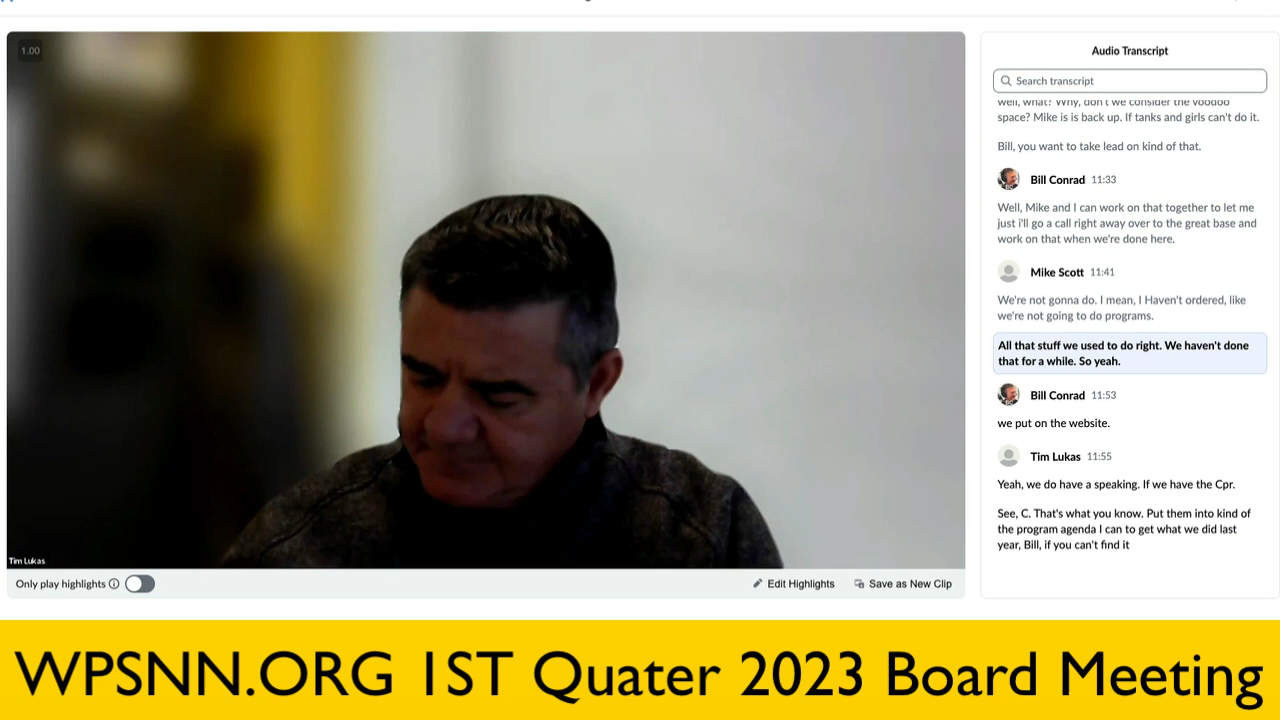 1.00
Tim Lukas
Only play highlights
Edit Highlights
Save as New Clip
Audio Transcript
Search transcript
well, what? Why, don't we consider the voodoo
space? Mike is is back up. If tanks and girls can't do it.
Bill, you want to take lead on kind of that.
Bill Conrad 11:33
Well, Mike and I can work on that together to let me
just i'll go a call right away over to the great base and
work on that when we're done here.
Mike Scott 11:41
We're not gonna do. I mean, I Haven't ordered, like
we're not going to do programs.
All that stuff we used to do right. We haven't done
that for a while. So yeah.
Bill Conrad 11:53
we put on the website.
Tim Lukas 11:55
Yeah, we do have a speaking. If we have the Cpr.
See, C. That's what you know. Put them into kind of
the program agenda I can to get what we did last
year, Bill, if you can't find it
WPSNN.ORG 1ST Quater 2023 Board Meeting